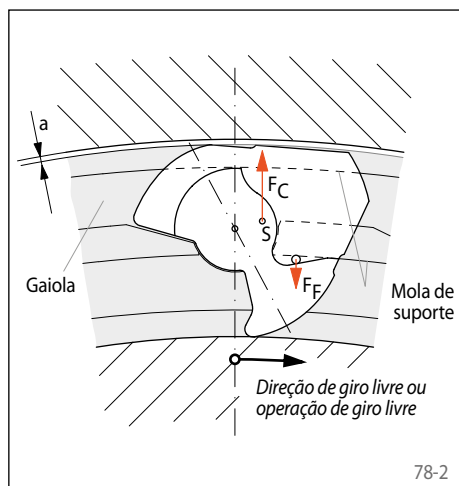 a
F_C
S
Gaiola
F_F
Mola de
suporte
Direção de giro livre ou
operação de giro livre
78-2